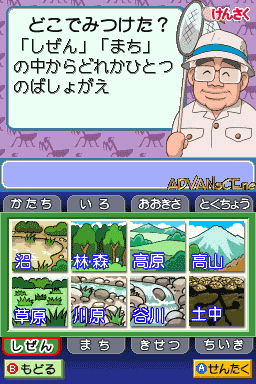 けんさく
どこでみつけた?
「しぜん」「まち」
の中からどれかひとつ
のばしょがえ
かたち いろ おおきさ とくちょう
沼 林・森 高原 高山
草原 川原 谷川 土中
しぜん まち きせつ ちいき
B もどる A せんたく